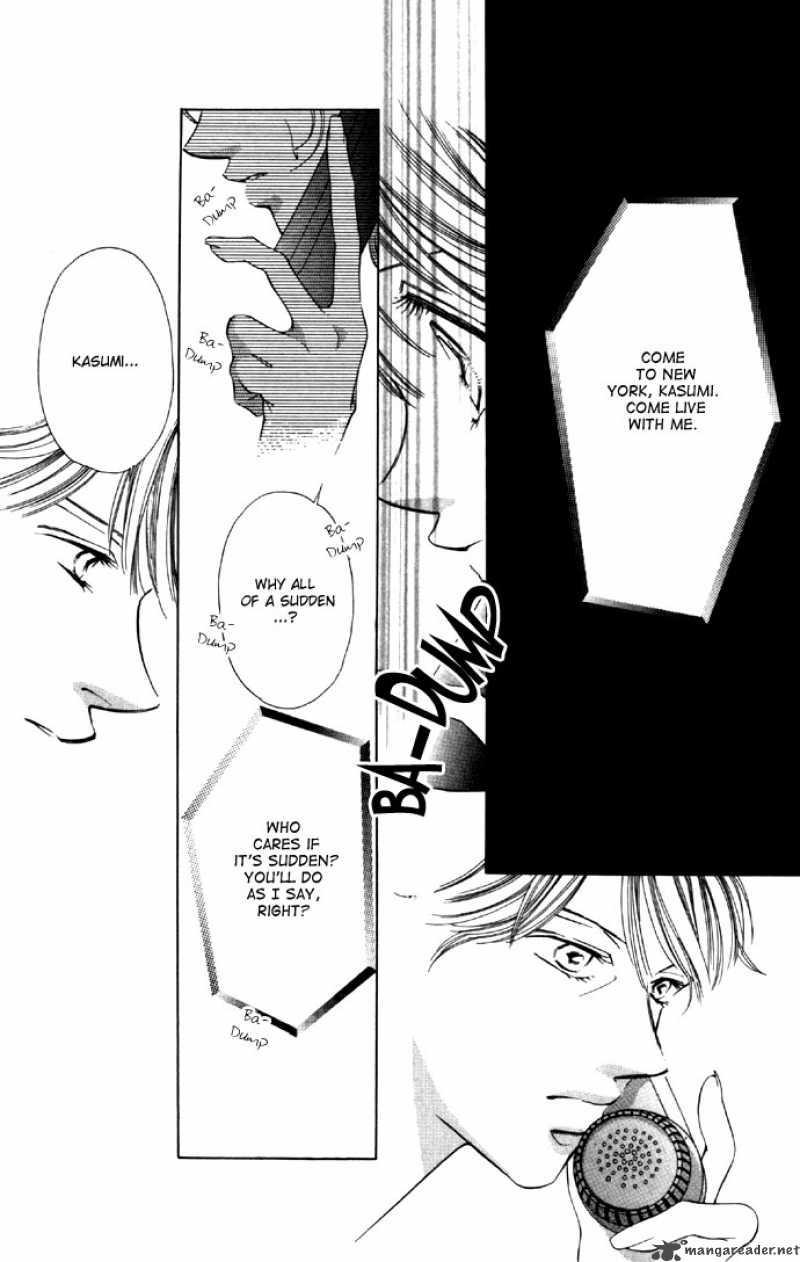 COME
TO NEW
YORK, KASUMI.
COME LIVE
WITH ME.
BA-DUMP
BA-
DUMP
BA-
DUMP
BA-
DUMP
WHY ALL
OF A SUDDEN
...?
BA-
DUMP
WHO
CARES IF
IT'S SUDDEN?
YOU'LL DO
AS I SAY,
RIGHT?
BA-
DUMP
KASUMI...
mangareader.net